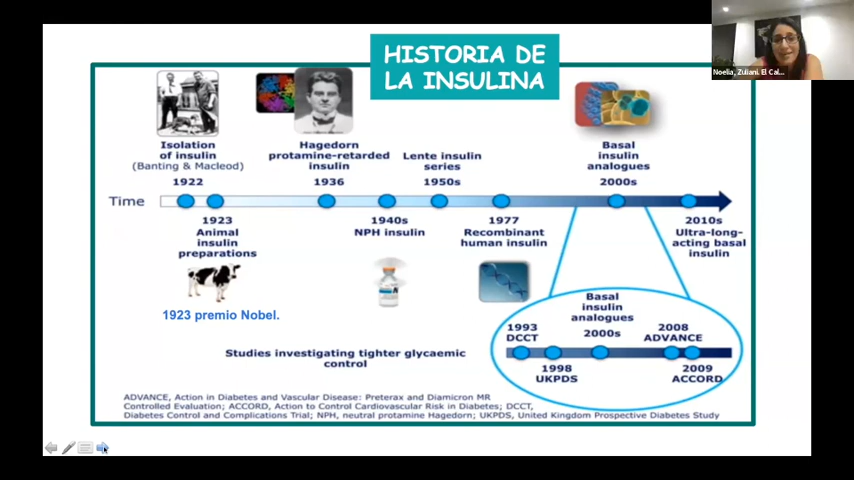 HISTORIA DE
LA INSULINA
Noelia, Zuliani. El Cal...
Isolation
of insulin
(Banting & Macleod)
1922
Hagedorn
protamine-retarded
insulin
1936
Lente insulin
series
1950s
Basal
insulin
analogues
2000s
Time
1923
Animal
insulin
preparations
1940s
NPH insulin
1977
Recombinant
human insulin
2010s
Ultra-long-
acting basal
insulin
1923 premio Nobel.
Basal
insulin
analogues
2000s
1993
DCCT
2008
ADVANCE
1998
UKPDS
2009
ACCORD
Studies investigating tighter glycaemic
control
ADVANCE, Action in Diabetes and Vascular Disease: Preterax and Diamicron MR
Controlled Evaluation; ACCORD, Action to Control Cardiovascular Risk in Diabetes; DCCT,
Diabetes Control and Complications Trial; NPH, neutral protamine Hagedorn; UKPDS, United Kingdom Prospective Diabetes Study